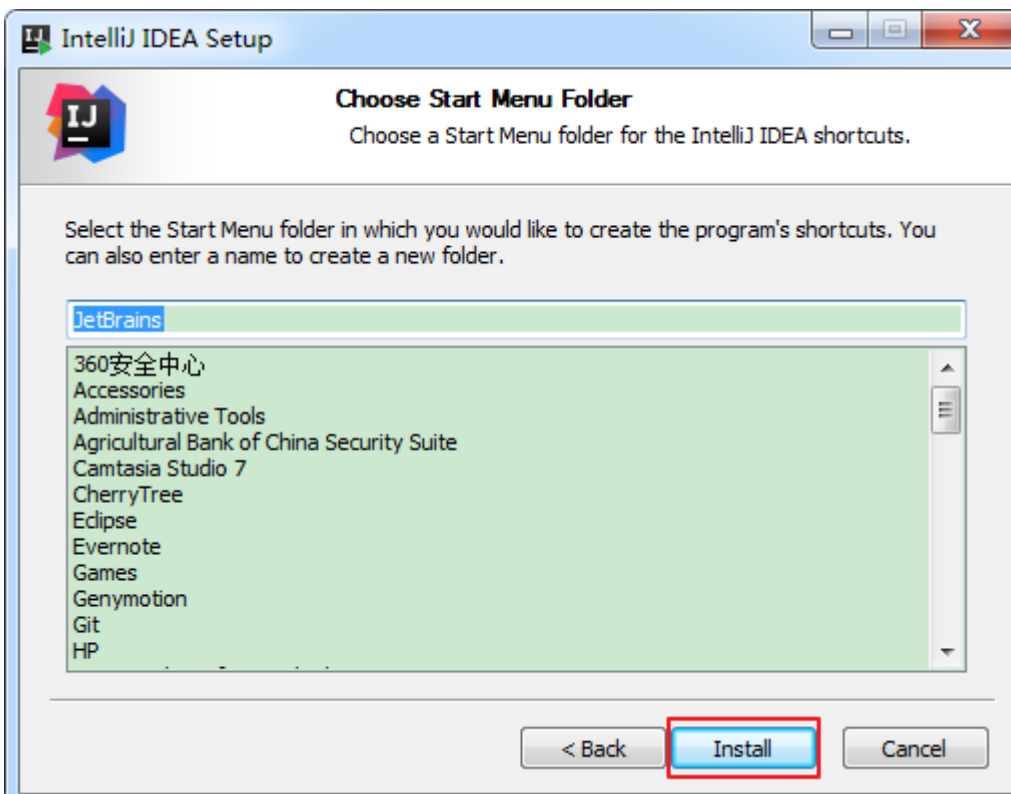 IntelliJ IDEA Setup
IJ
Choose Start Menu Folder
Choose a Start Menu folder for the IntelliJ IDEA shortcuts.
Select the Start Menu folder in which you would like to create the program's shortcuts. You
can also enter a name to create a new folder.
JetBrains
360安全中心
Accessories
Administrative Tools
Agricultural Bank of China Security Suite
Camtasia Studio 7
CherryTree
Eclipse
Evernote
Games
Genymotion
Git
HP
< Back
Install
Cancel